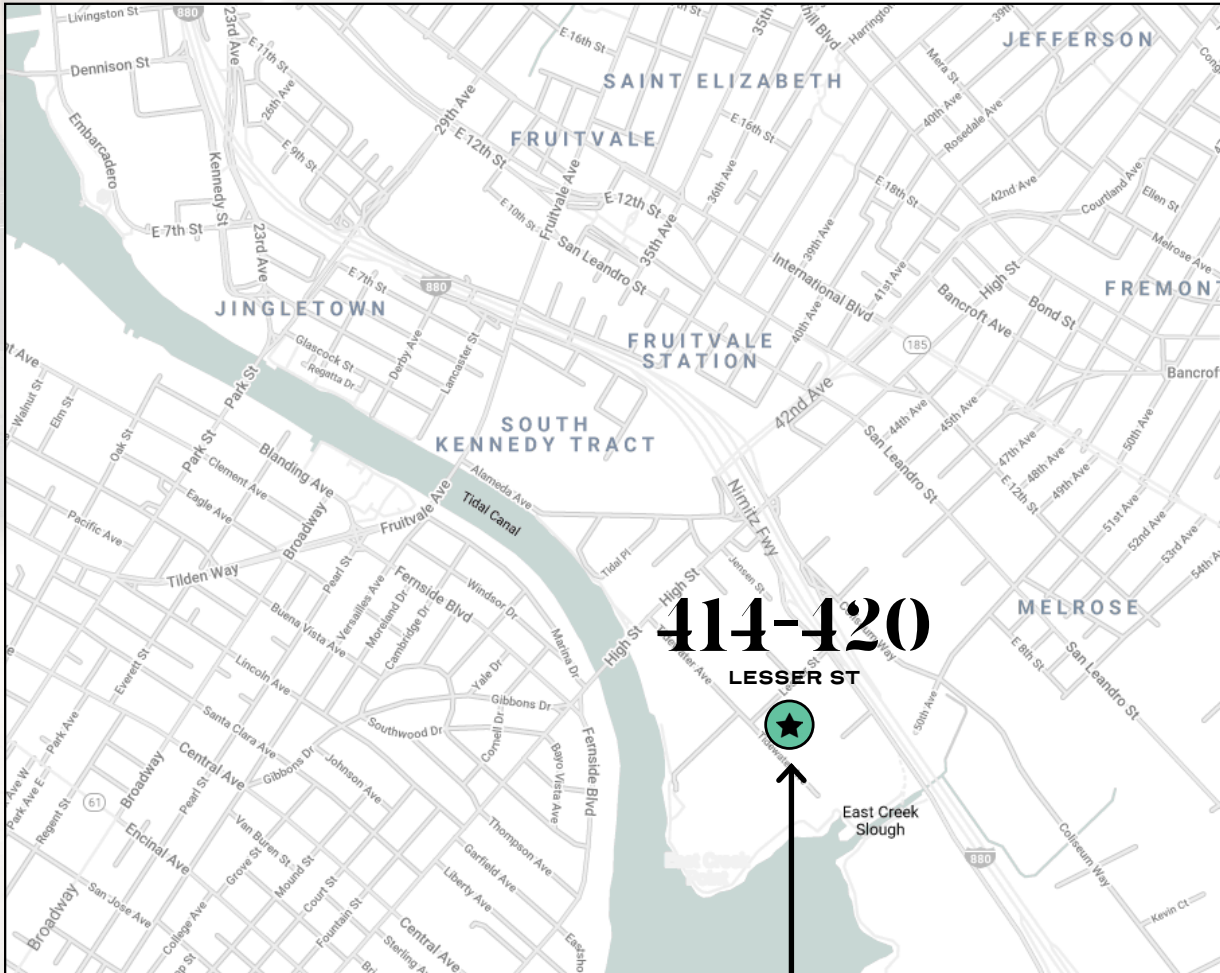 880
Livingston St
23rd Ave
E 11th St
26th Ave
E 9th St
Dennison St
Embarcadero
Kennedy St
E 7th St
23rd Ave
29th Ave
E 12th St
E 16th St
35th
Harrington
39th
JEFFERSON
SAINT ELIZABETH
Mera St
40th Ave
Rosedale Ave
FRUITVALE
E 16th St
36th Ave
E 18th St
42nd Ave
Courtland Ave
Ellen St
Fruitvale Ave
E 12th St
E 10th St
San Leandro St
35th Ave
39th Ave
Melrose Ave
International Blvd
41st Ave
High St
Bancroft Ave
Bond St
FREMONT
E 7th St
880
JINGLETOWN
Glascock St
Regatta Dr
Derby Ave
Lancaster St
FRUITVALE
STATION
40th Ave
185
Bancrof
42nd Ave
Park St
nt Ave
Walnut St
Elm St
Oak St
Park St
SOUTH
KENNEDY TRACT
44th Ave
45th Ave
50th Ave
San Leandro St
47th Ave
48th Ave
49th Ave
E 12th St
51st Ave
52nd Ave
53rd Ave
54th A
Blanding Ave
Clement Ave
Eagle Ave
Broadway
Fruitvale Ave
Alameda Ave
Tidal Canal
Nimitz Fwy
Pacific Ave
Tilden Way
Pearl St
Tidal Pl
High St
Jensen St
Fernside Blvd
Windsor Dr
Versailles Ave
Moreland Dr
Cambridge Dr
Buena Vista Ave
Marina Dr
High St
414-420
LESSER ST
MELROSE
E 8th St
San Leandro St
Everett St
Lincoln Ave
Yale Dr
Gibbons Dr
Southwood Dr
Cornell Dr
Bayo Vista Ave
Fernside Blvd
50th Ave
Park Ave
Santa Clara Ave
Central Ave
Gibbons Dr
Johnson Ave
Broadway
Pearl St
Ave W
Park Ave E
Regent St
61
Encinal Ave
Van Buren St
Grove St
Mound St
Court St
Fountain St
Thompson Ave
Garfield Ave
Liberty Ave
East Creek
Slough
880
Coliseum Way
Kevin Ct
San Jose Ave
College Ave
Broadway
Central Ave
Sterling Av
Eastsho